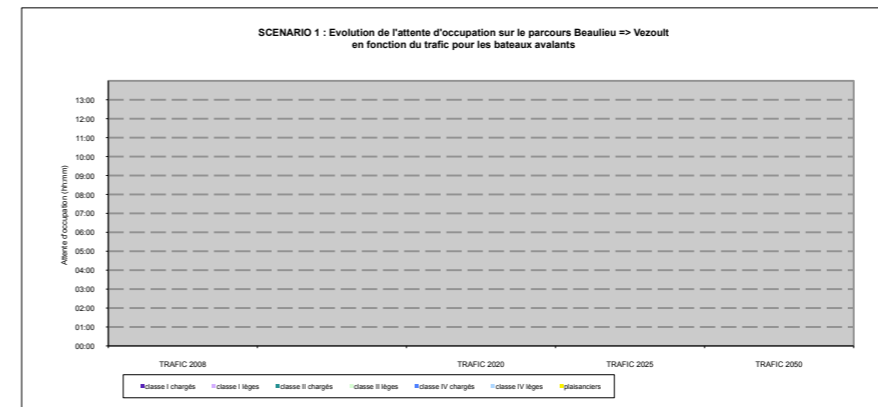 SCENARIO 1 : Evolution de l'attente d'occupation sur le parcours Beaulieu => Vezoult
en fonction du trafic pour les bateaux avalants
Attente d'occupation (hh:mm)
13:00
12:00
11:00
10:00
09:00
08:00
07:00
06:00
05:00
04:00
03:00
02:00
01:00
00:00
TRAFIC 2008 TRAFIC 2020 TRAFIC 2025 TRAFIC 2050
classe I chargés classe I lèges classe II chargés classe II lèges classe IV chargés classe IV lèges plaisanciers